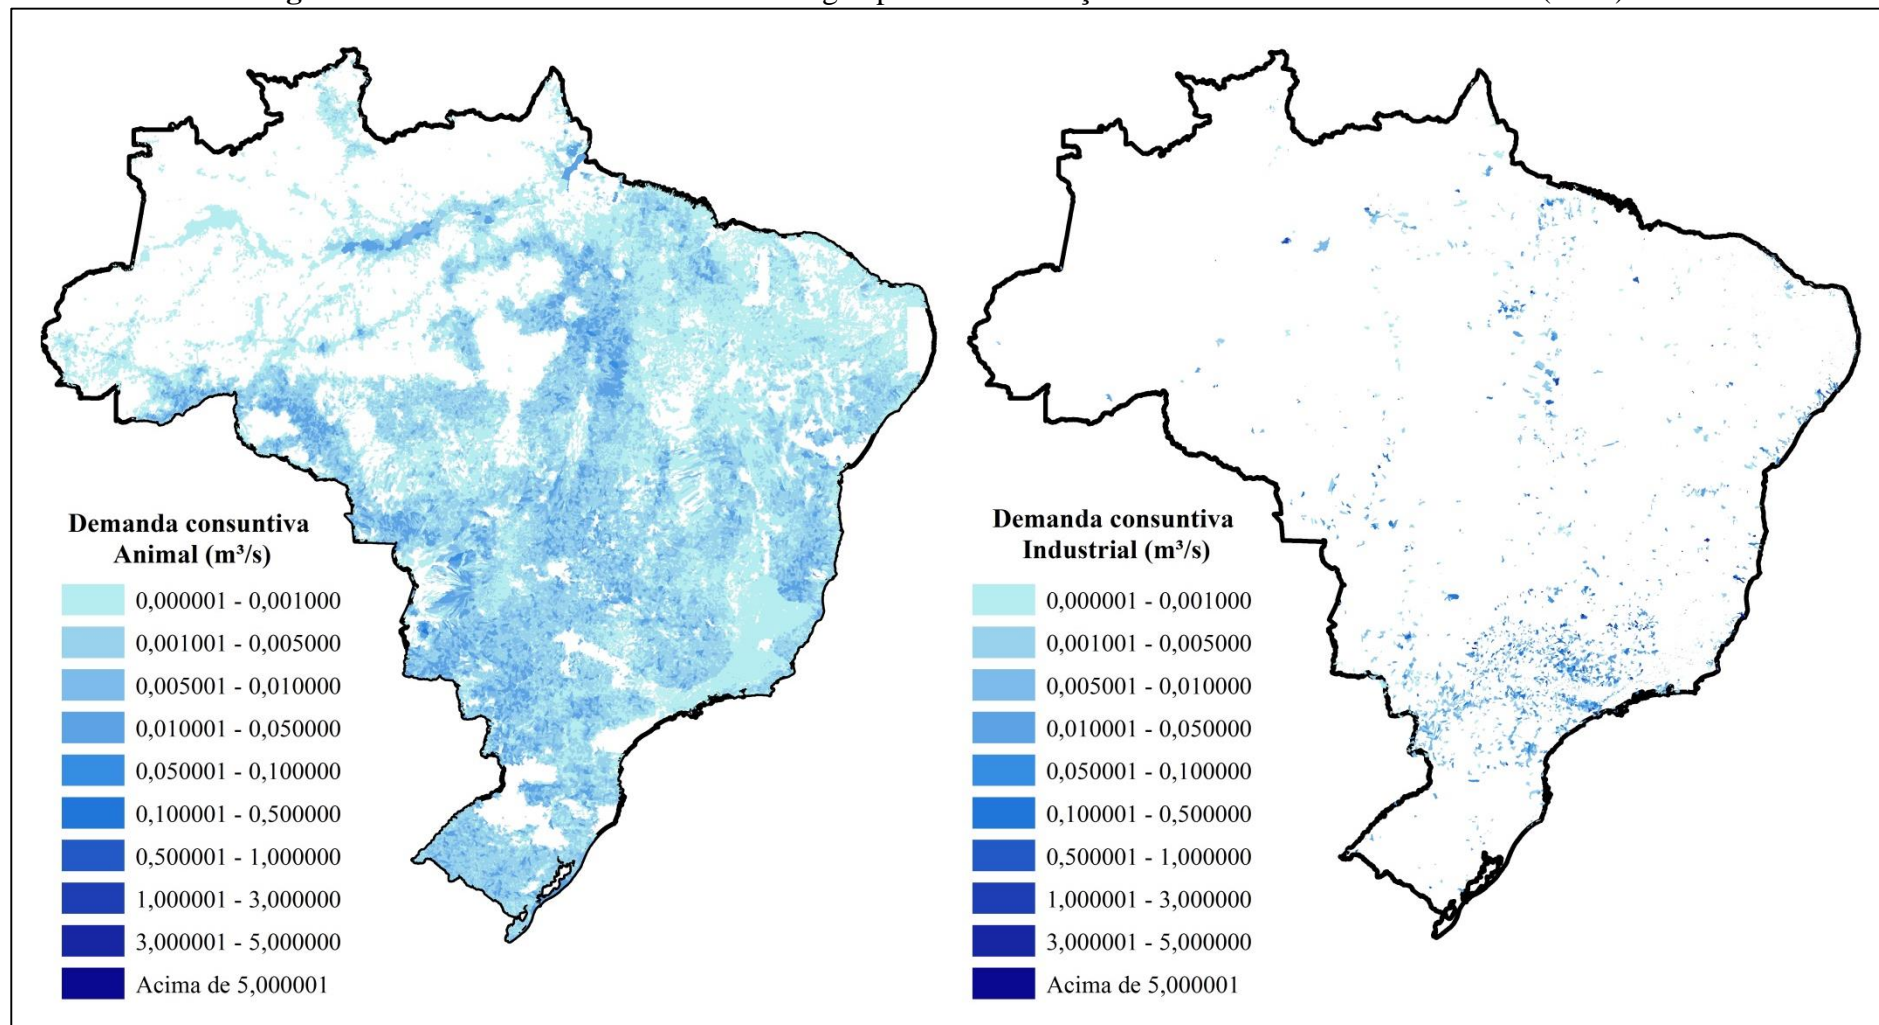 Demanda consuntiva
Animal (m³/s)
0,000001 - 0,001000
0,001001 - 0,005000
0,005001 - 0,010000
0,010001 - 0,050000
0,050001 - 0,100000
0,100001 - 0,500000
0,500001 - 1,000000
1,000001 - 3,000000
3,000001 - 5,000000
Acima de 5,000001
Demanda consuntiva
Industrial (m³/s)
0,000001 - 0,001000
0,001001 - 0,005000
0,005001 - 0,010000
0,010001 - 0,050000
0,050001 - 0,100000
0,100001 - 0,500000
0,500001 - 1,000000
1,000001 - 3,000000
3,000001 - 5,000000
Acima de 5,000001